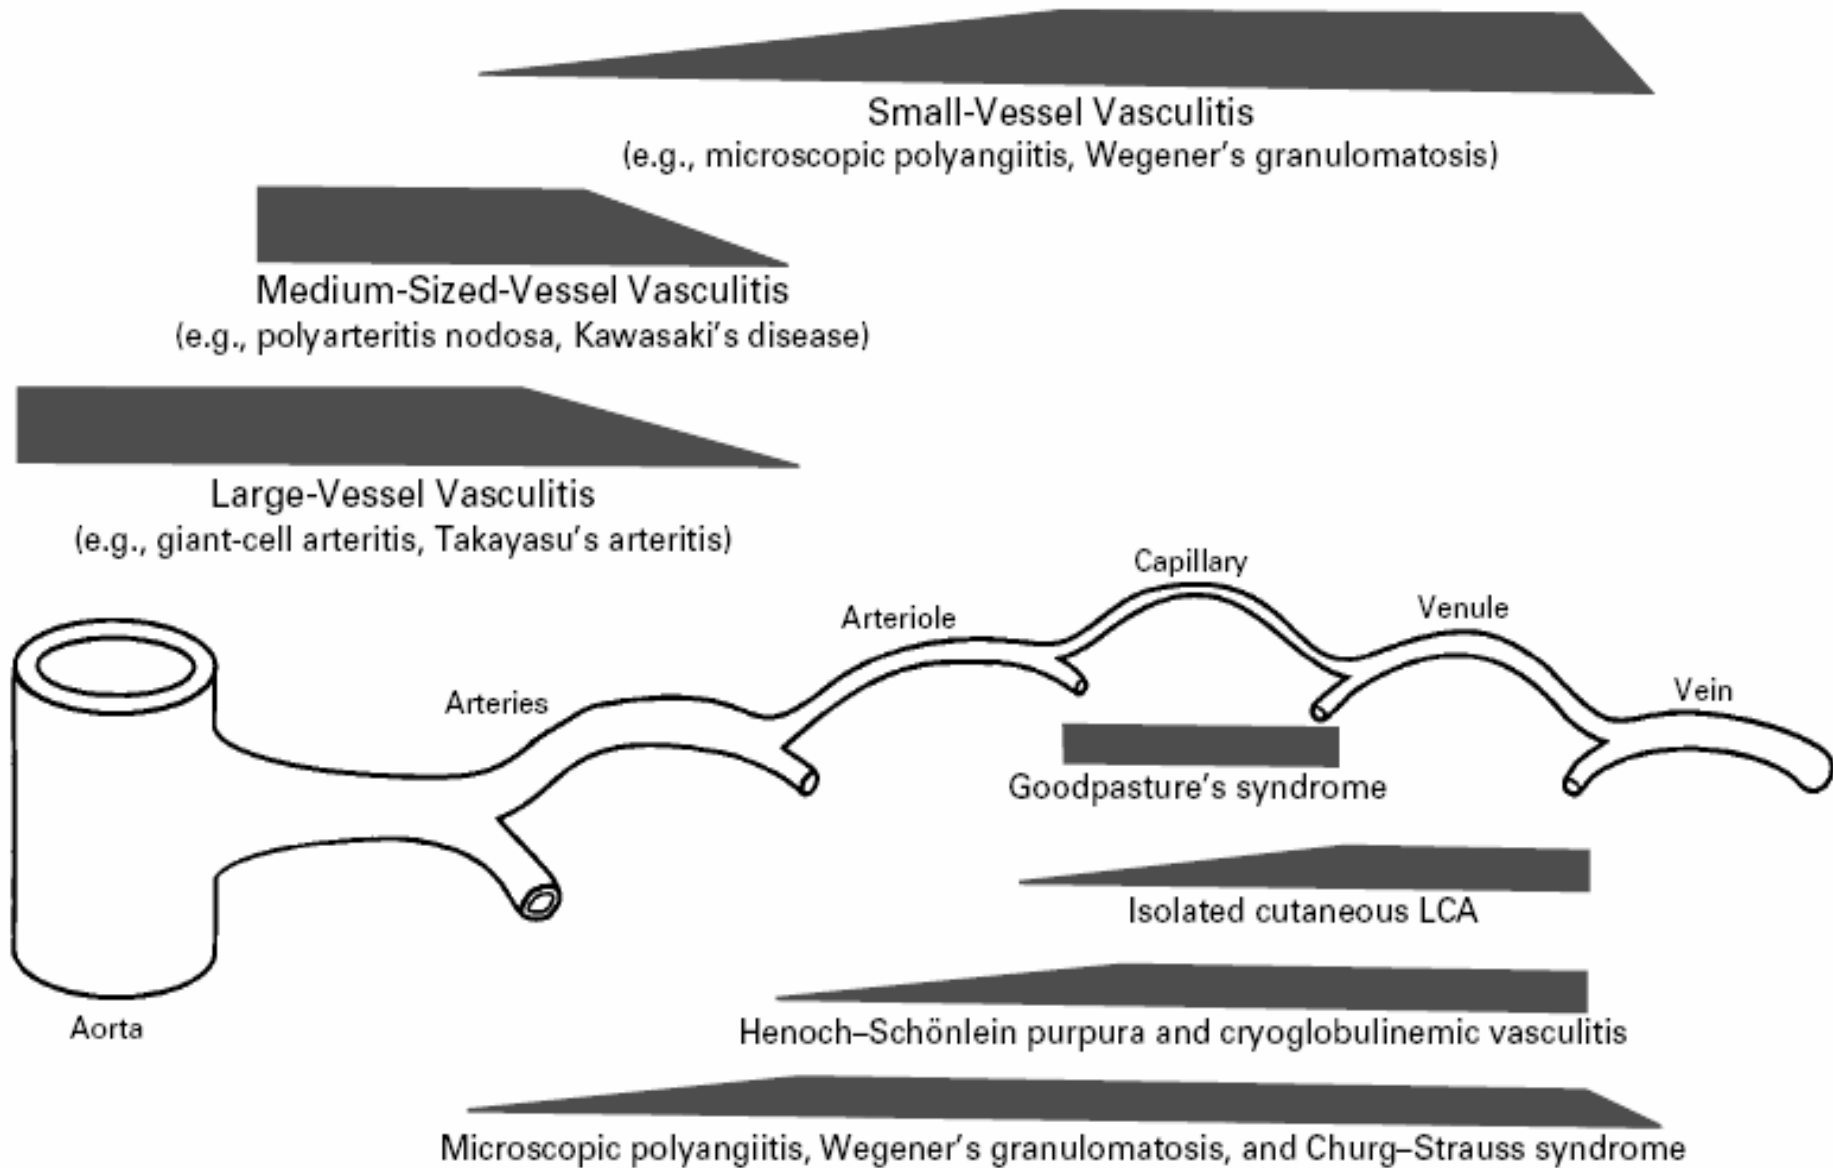 Small-Vessel Vasculitis
(e.g., microscopic polyangiitis, Wegener's granulomatosis)
Medium-Sized-Vessel Vasculitis
(e.g., polyarteritis nodosa, Kawasaki's disease)
Large-Vessel Vasculitis
(e.g., giant-cell arteritis, Takayasu's arteritis)
Capillary
Arteriole
Venule
Arteries
Vein
Goodpasture's syndrome
Isolated cutaneous LCA
Aorta
Henoch–Schönlein purpura and cryoglobulinemic vasculitis
Microscopic polyangiitis, Wegener's granulomatosis, and Churg–Strauss syndrome